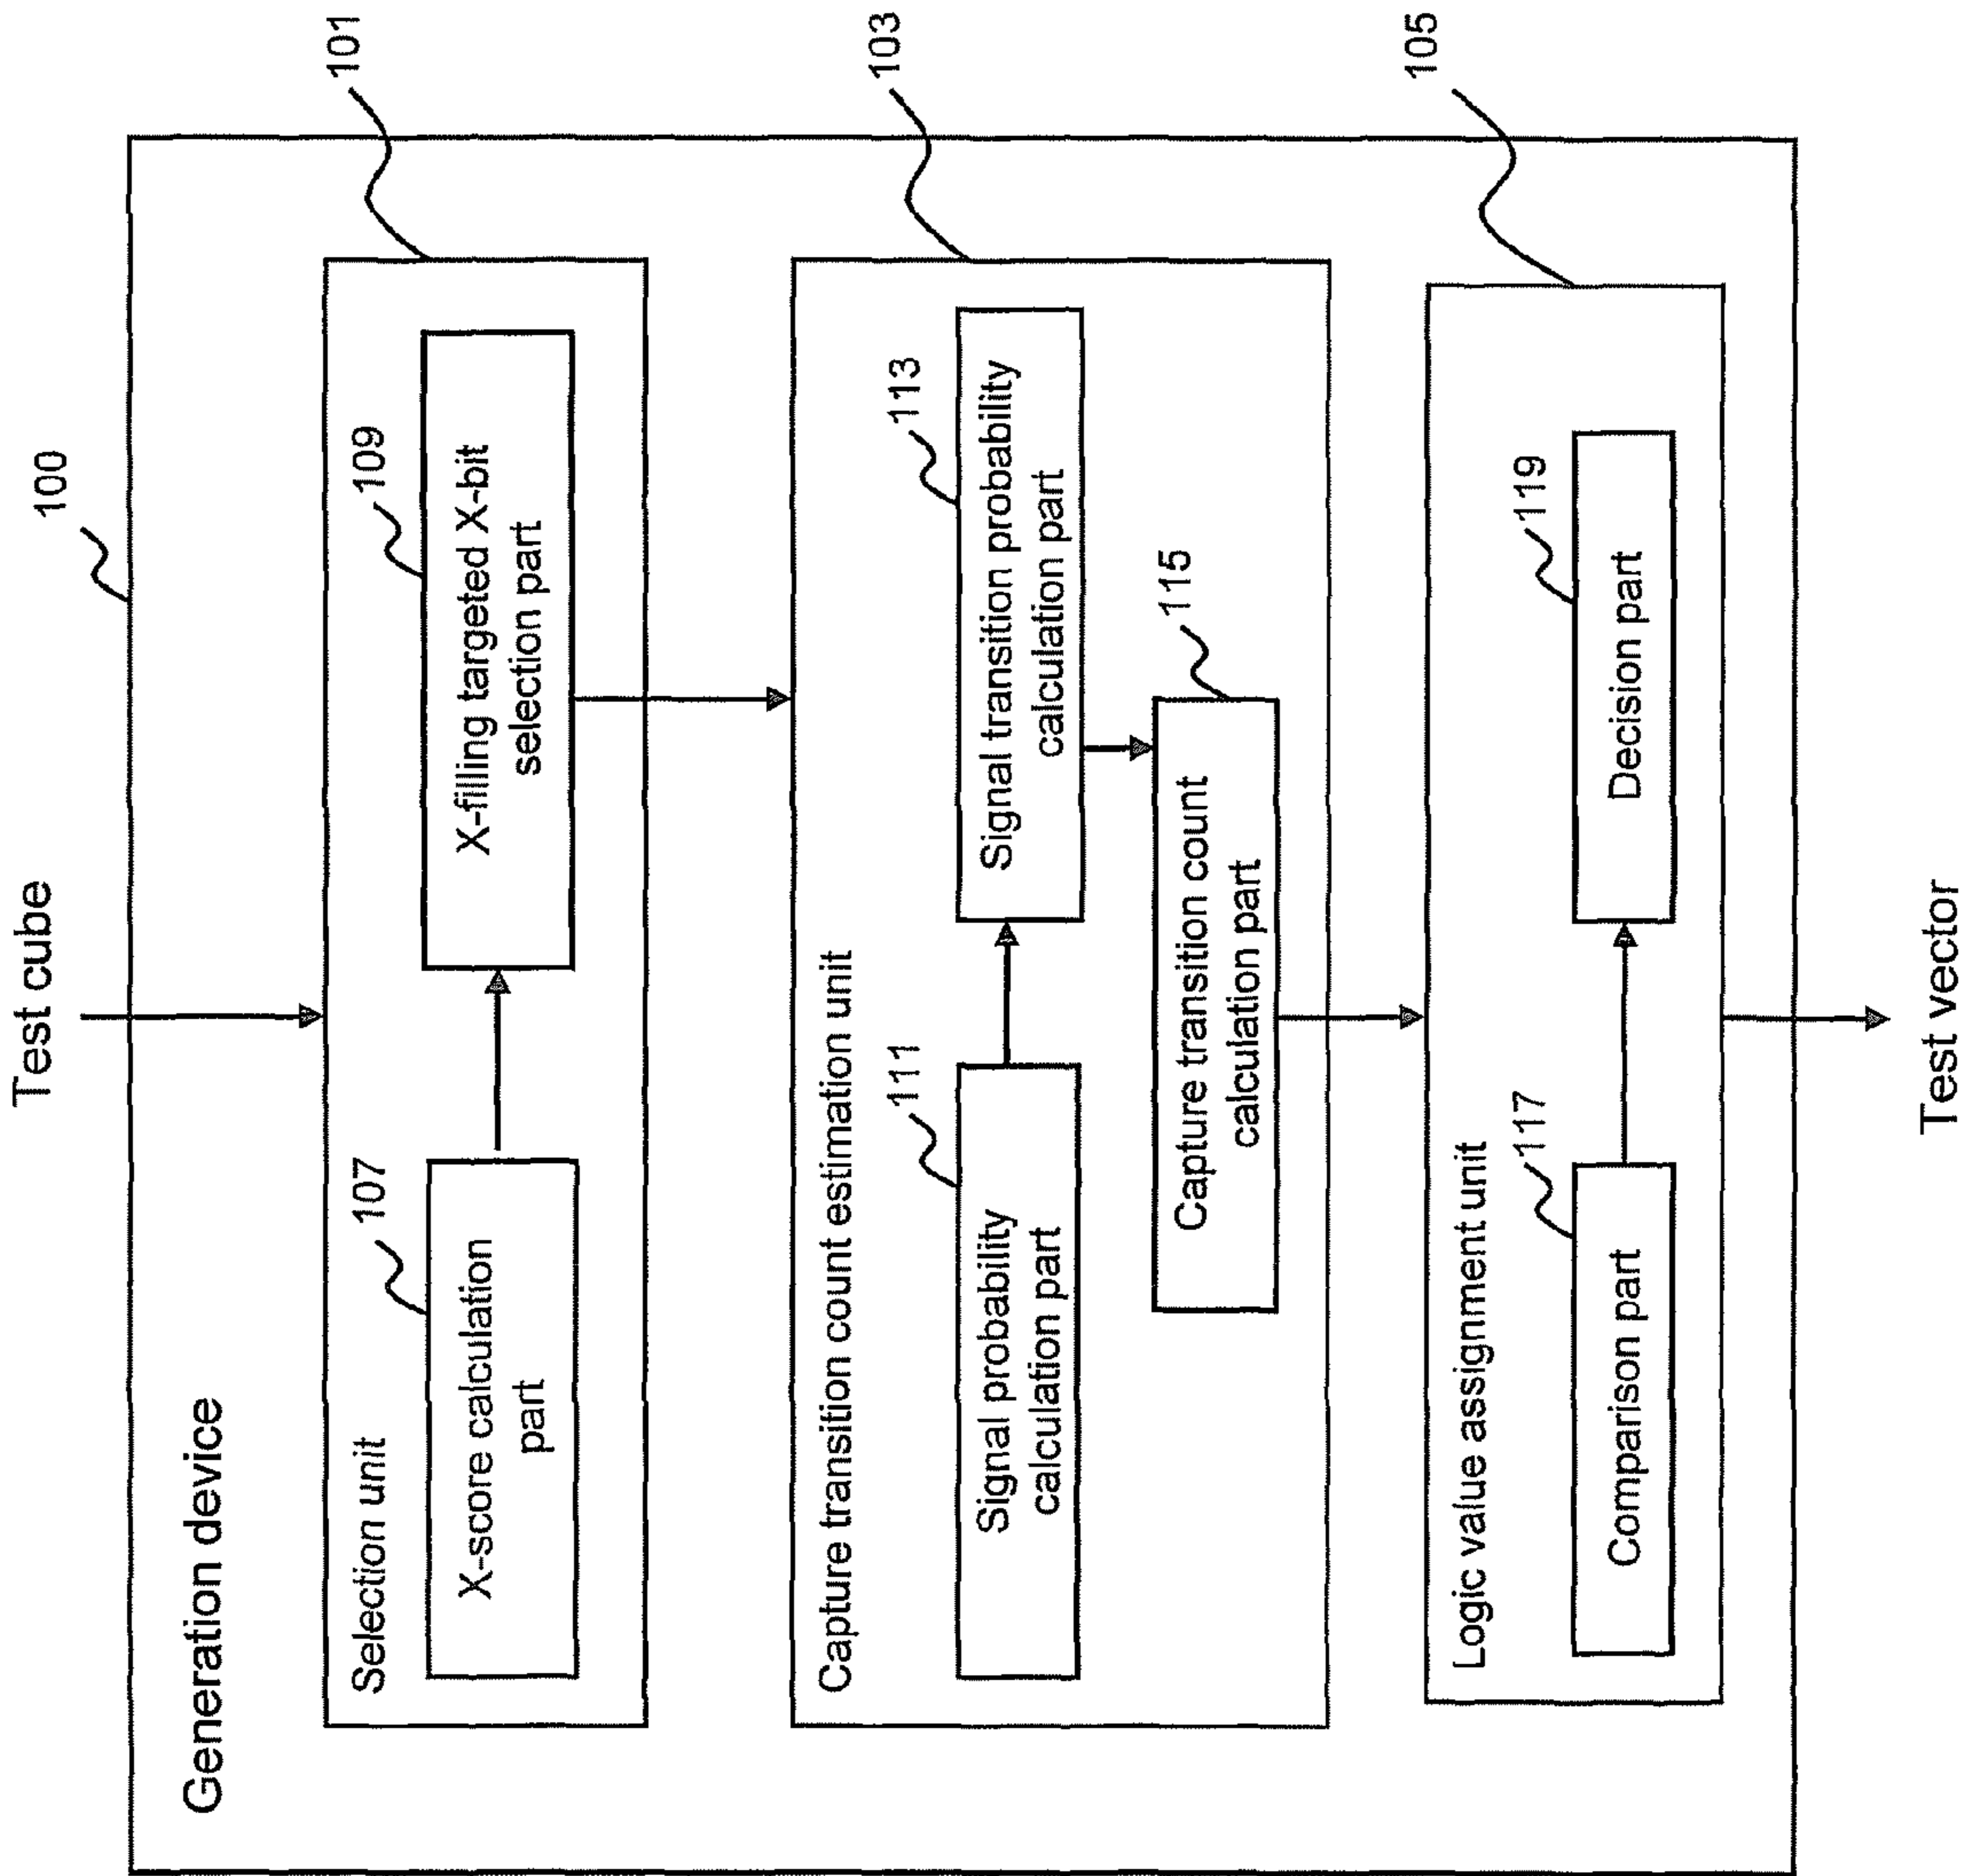 Test cube
100
Generation device
101
Selection unit
107
X-score calculation
part
109
X-filling targeted X-bit
selection part
103
Capture transition count estimation unit
111
Signal probability
calculation part
113
Signal transition probability
calculation part
115
Capture transition count
calculation part
105
Logic value assignment unit
117
Comparison part
119
Decision part
Test vector